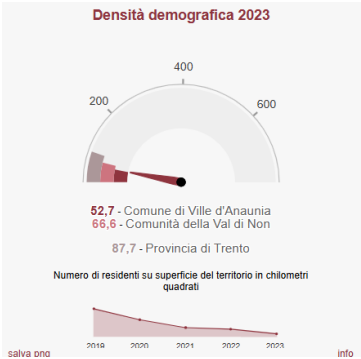 Densità demografica 2023
400
200
600
52,7 - Comune di Ville d'Anaunia
66,6 - Comunità della Val di Non
87,7 - Provincia di Trento
Numero di residenti su superficie del territorio in chilometri
quadrati
2019 2020 2021 2022 2023
salva png
info